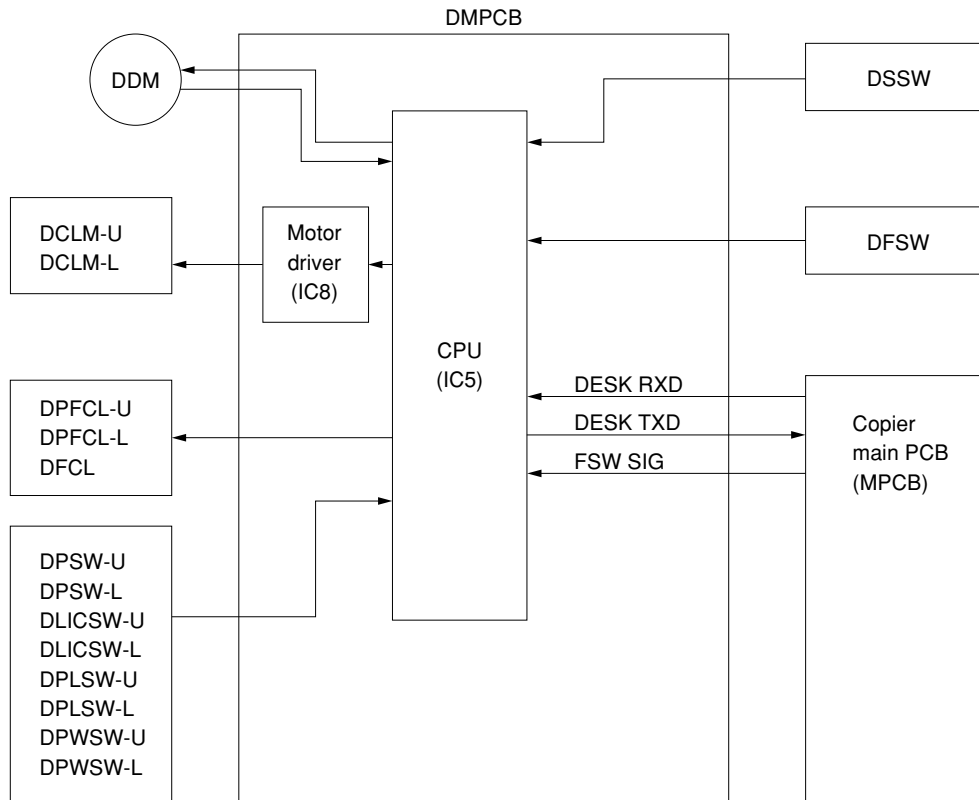 DMPCB
DDM
DSSW
DCLM-U
DCLM-L
Motor
driver
(IC8)
DFSW
CPU
(IC5)
DESK RXD
DESK TXD
FSW SIG
Copier
main PCB
(MPCB)
DPFCL-U
DPFCL-L
DFCL
DPSW-U
DPSW-L
DLICSW-U
DLICSW-L
DPLSW-U
DPLSW-L
DPWSW-U
DPWSW-L